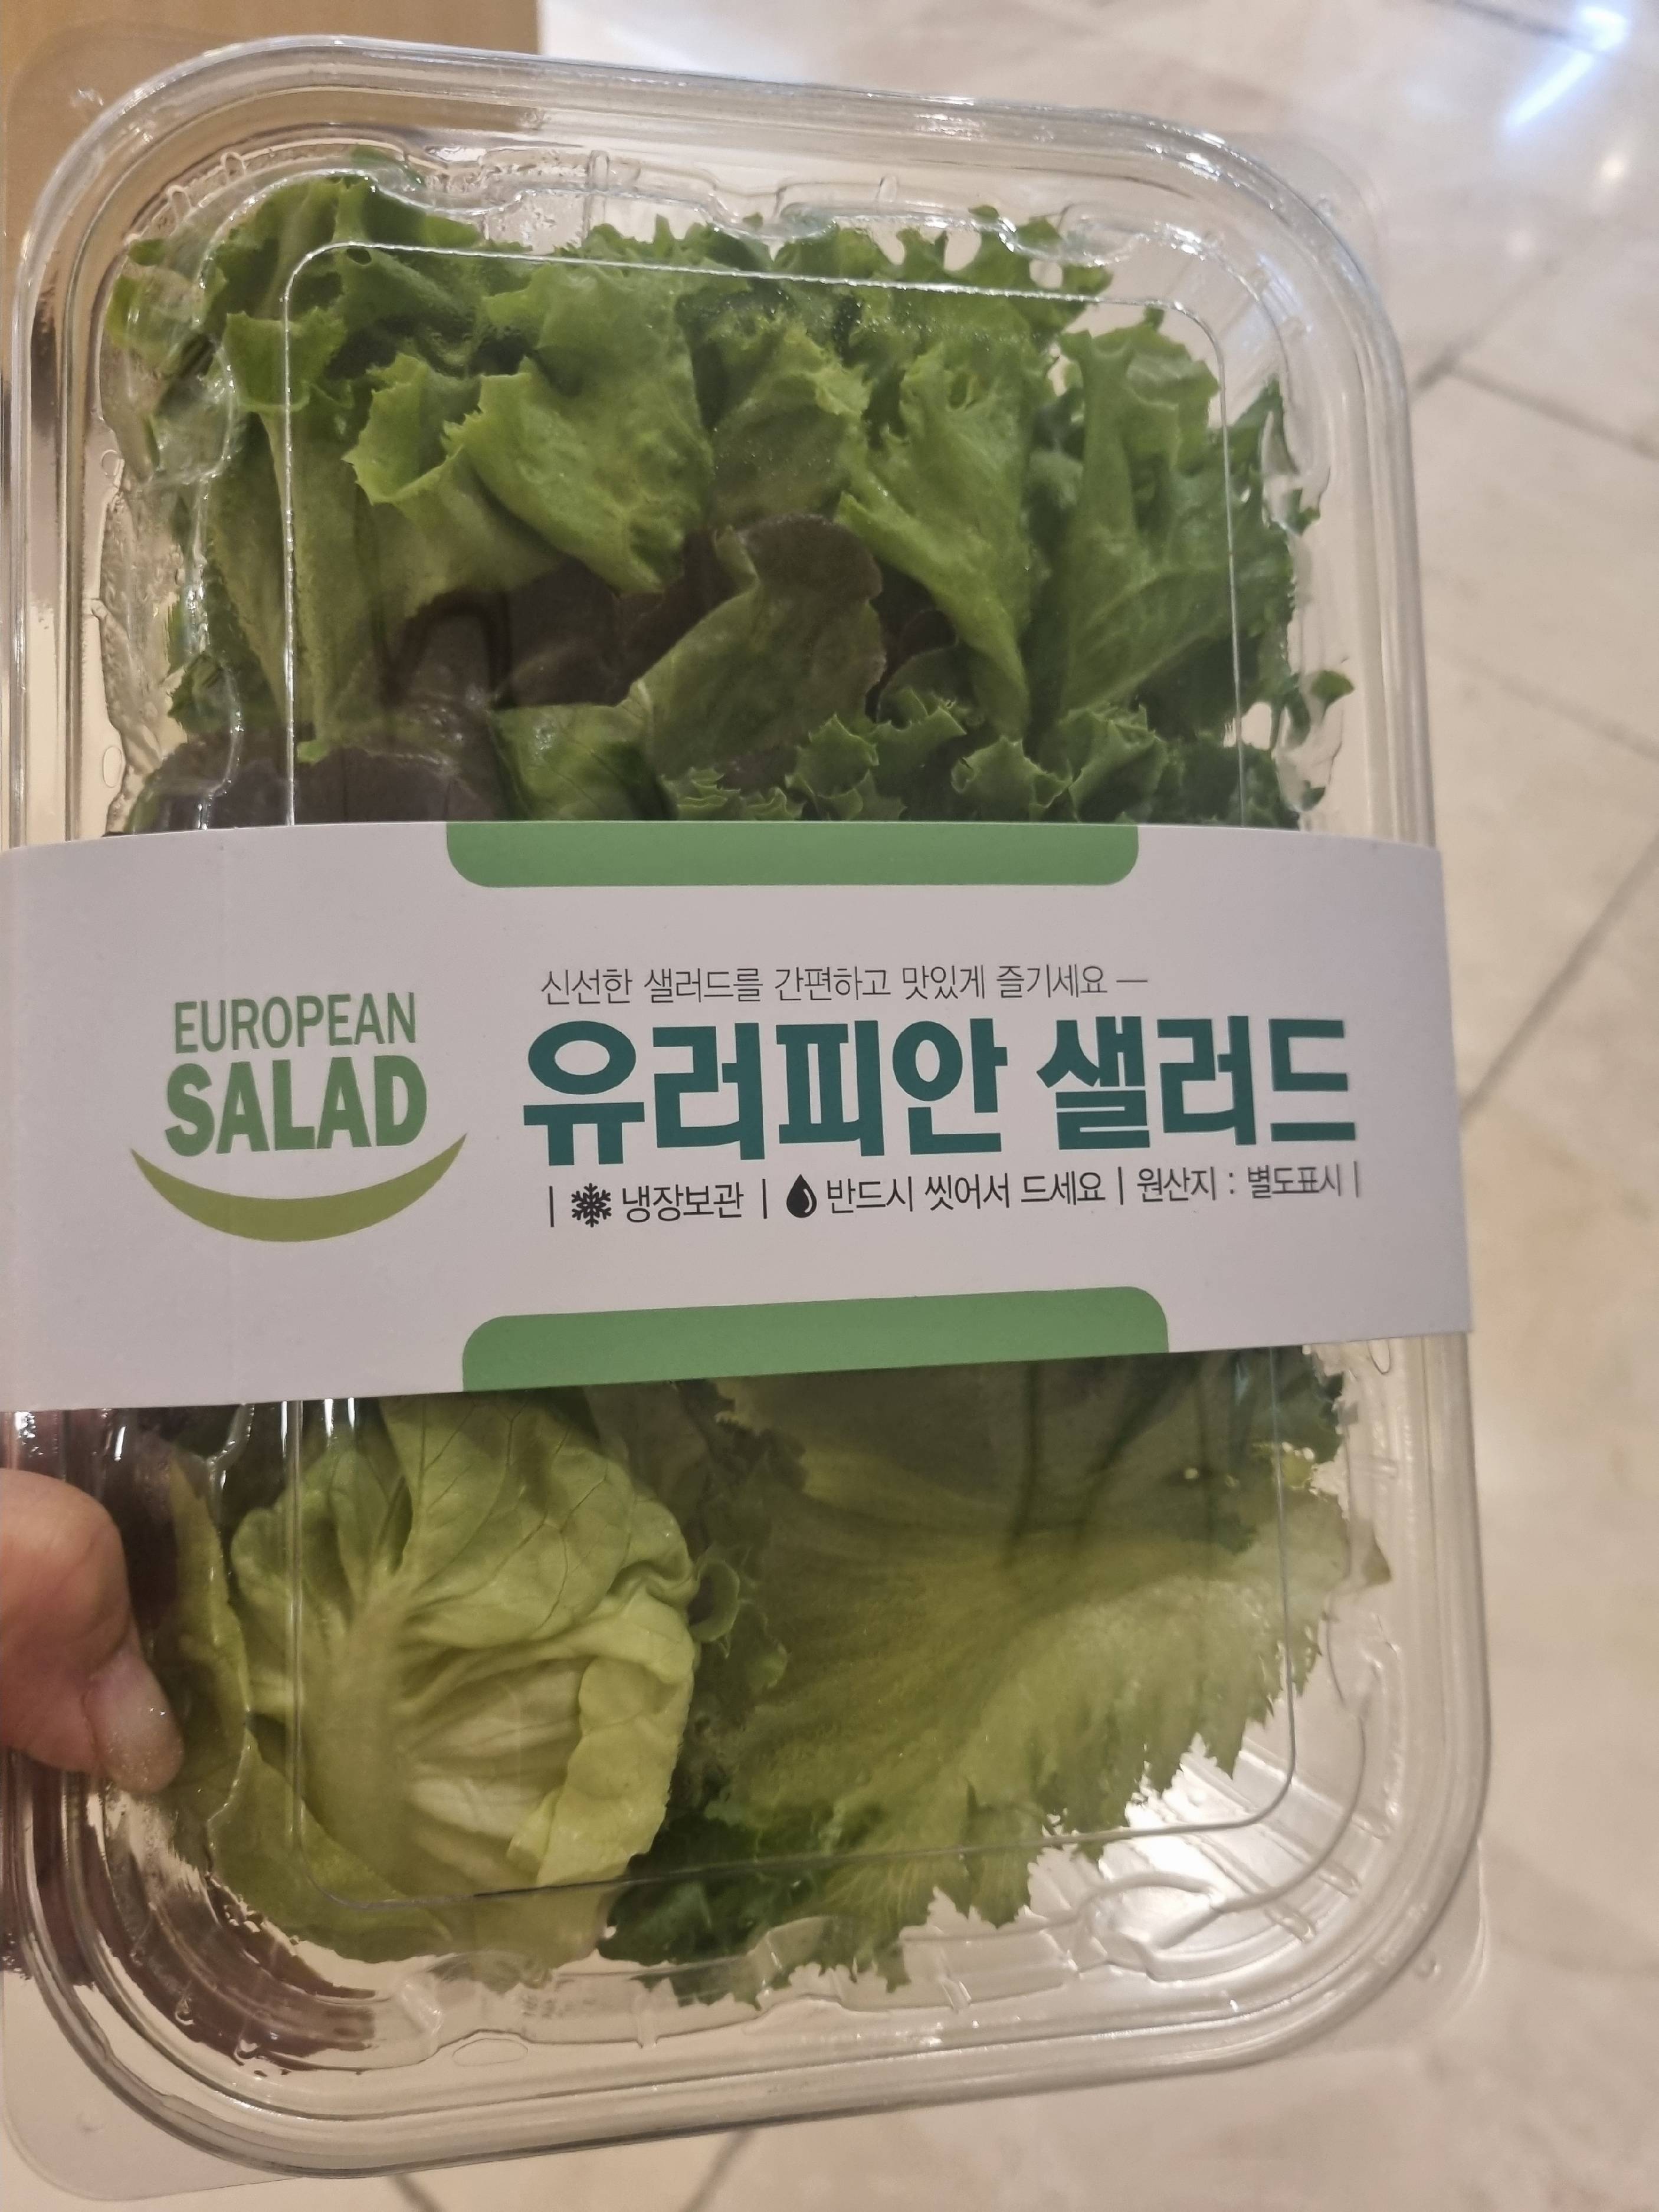 EUROPEAN
SALAD
신선한 샐러드를 간편하고 맛있게 즐기세요 —
유러피안 샐러드
| 냉장보관 | 반드시 씻어서 드세요 | 원산지 : 별도표시 |